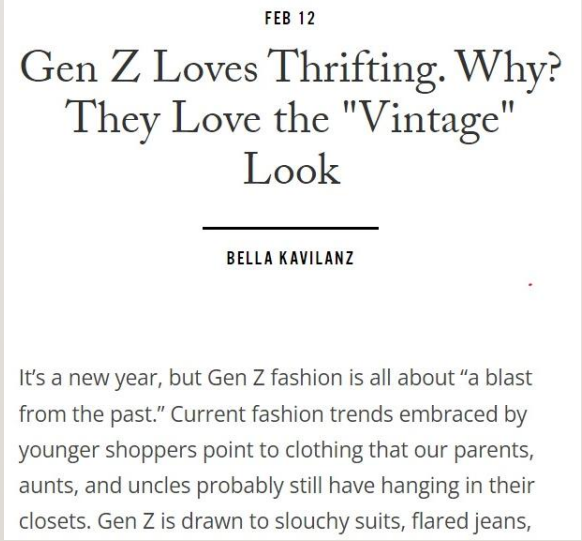 FEB 12
Gen Z Loves Thrifting. Why?
They Love the "Vintage"
Look
BELLA KAVILANZ
It’s a new year, but Gen Z fashion is all about “a blast
from the past.” Current fashion trends embraced by
younger shoppers point to clothing that our parents,
aunts, and uncles probably still have hanging in their
closets. Gen Z is drawn to slouchy suits, flared jeans,